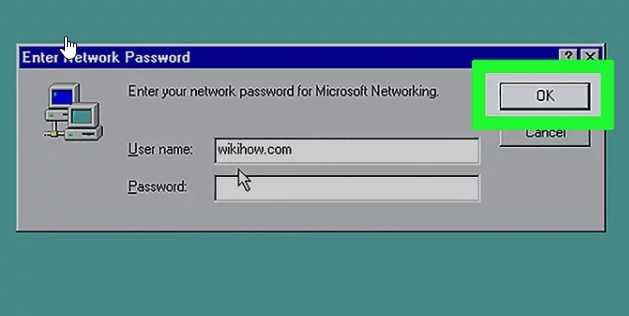 Enter Network Password
Enter your network password for Microsoft Networking.
OK
Cancel
User name: wikihow.com
Password: